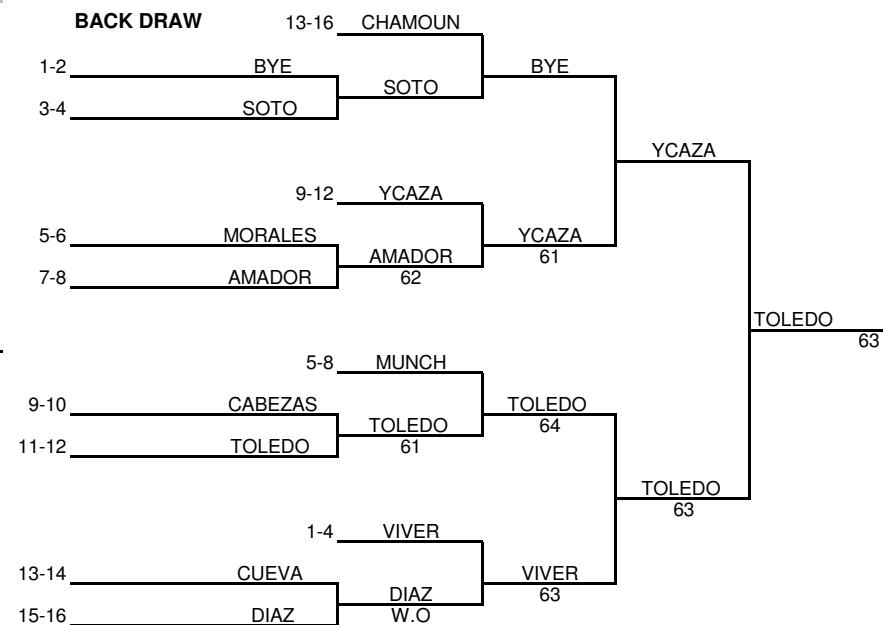 BACK DRAW 13-16 CHAMOUN
1-2 BYE BYE
SOTO
3-4 SOTO
YCAZA
9-12 YCAZA
5-6 MORALES YCAZA
AMADOR 61
7-8 AMADOR 62
TOLEDO
63
5-8 MUNCH
9-10 CABEZAS TOLEDO
TOLEDO 64
11-12 TOLEDO 61
TOLEDO
63
1-4 VIVER
13-14 CUEVA VIVER
DIAZ 63
15-16 DIAZ W.O